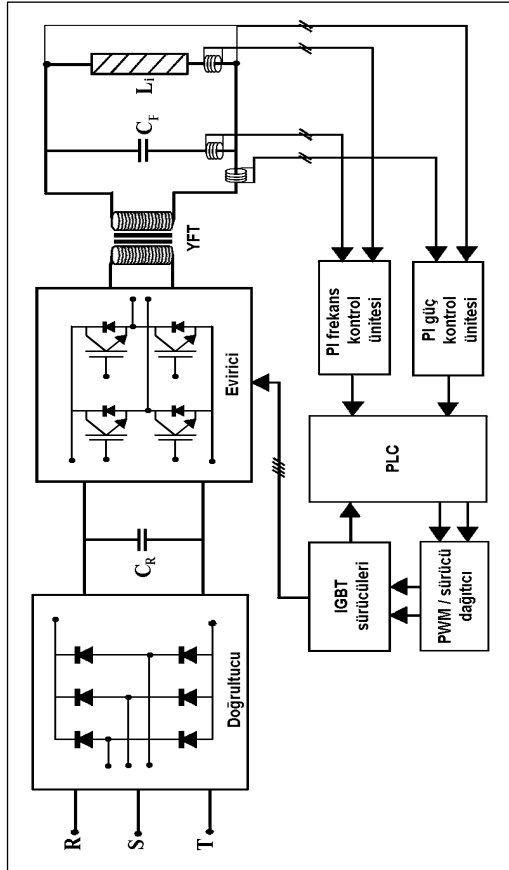 R
S
T
Doğrultucu
C_R
Evirici
YFT
C_F
L_i
PI frekans
kontrol
ünitesi
PI güç
kontrol
ünitesi
PLC
IGBT
sürücüleri
PWM / sürücü
dağıtıcı